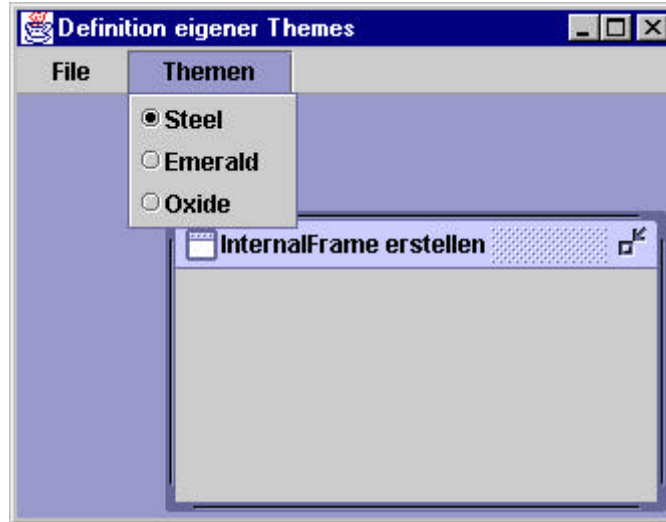 Definition eigener Themes
File Themen
Steel
Emerald
Oxide
InternalFrame erstellen